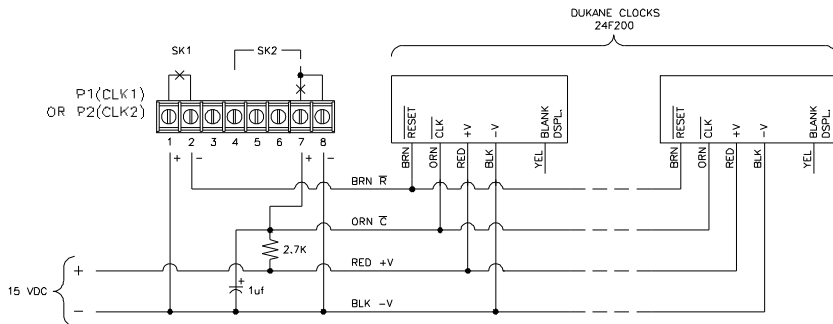 DUKANE CLOCKS
24F200
SK1
SK2
P1(CLK1)
OR P2(CLK2)
1 2 3 4 5 6 7 8
+ − + −
RESET CLK +V −V BLANK DSPL.
BRN ORN RED BLK YEL
RESET CLK +V −V BLANK DSPL.
BRN ORN RED BLK YEL
BRN R̅
ORN C̅
2.7K
+ RED +V
15 VDC
+ 1uf
− BLK −V